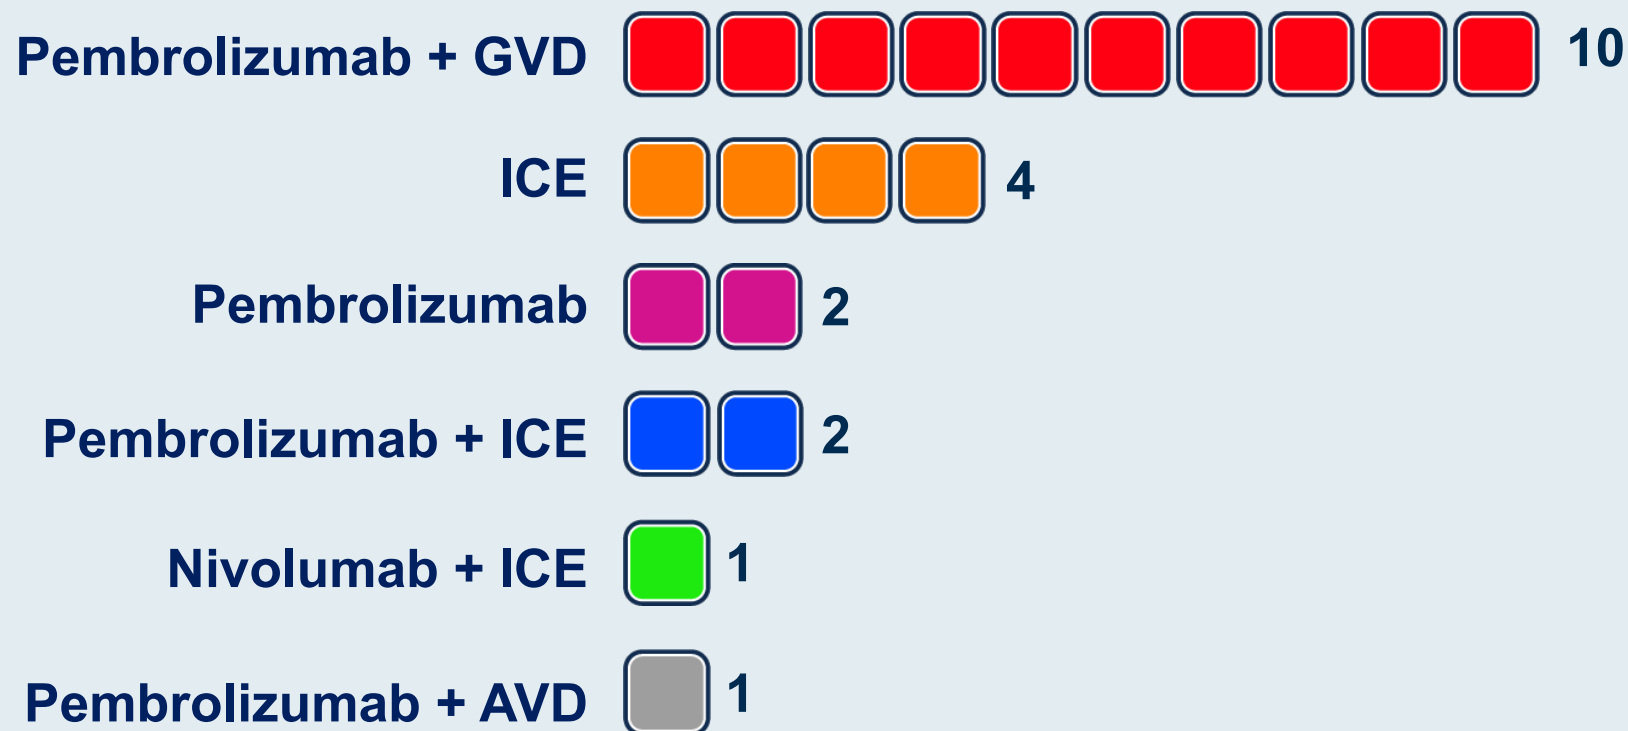 Pembrolizumab + GVD 10
ICE 4
Pembrolizumab 2
Pembrolizumab + ICE 2
Nivolumab + ICE 1
Pembrolizumab + AVD 1